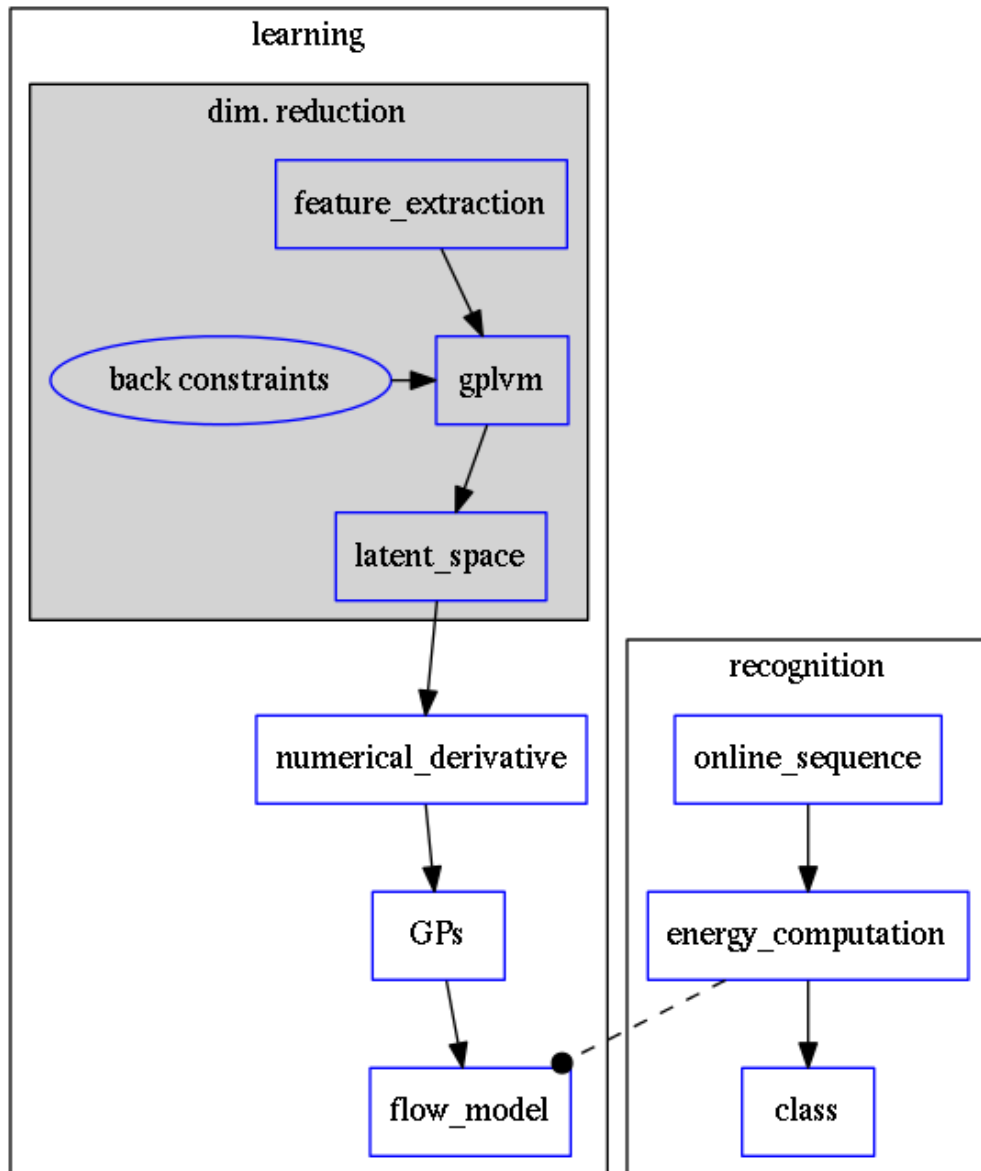 learning
dim. reduction
feature_extraction
back constraints
gplvm
latent_space
numerical_derivative
GPs
flow_model
recognition
online_sequence
energy_computation
class